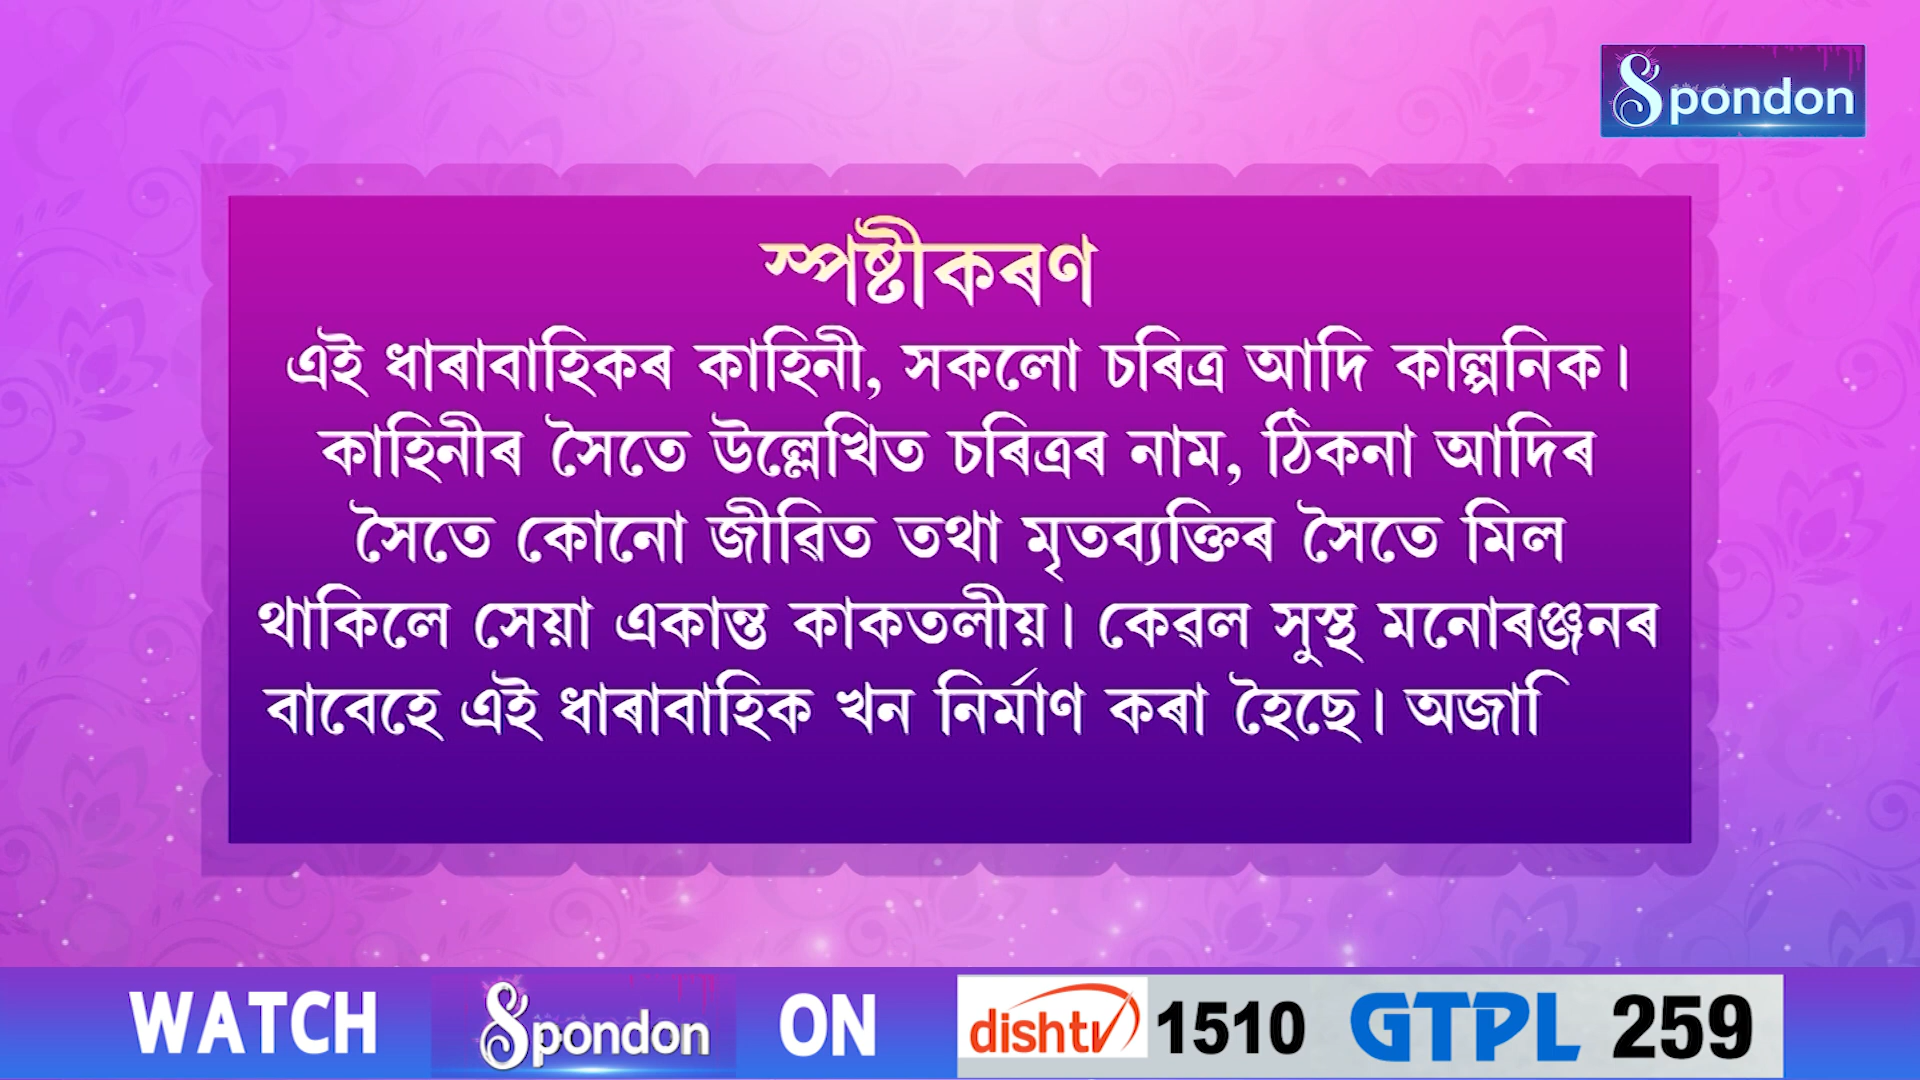 Spondon
স্পষ্টীকৰণ
এই ধাৰাবাহিকৰ কাহিনী, সকলো চৰিত্ৰ আদি কাল্পনিক।
কাহিনীৰ সৈতে উল্লেখিত চৰিত্ৰৰ নাম, ঠিকনা আদিৰ
সৈতে কোনো জীৱিত তথা মৃতব্যক্তিৰ সৈতে মিল
থাকিলে সেয়া একান্ত কাকতলীয়। কেৱল সুস্থ মনোৰঞ্জনৰ
বাবেহে এই ধাৰাবাহিক খন নিৰ্মাণ কৰা হৈছে। অজাি
WATCH Spondon ON dishtv 1510 GTPL 259